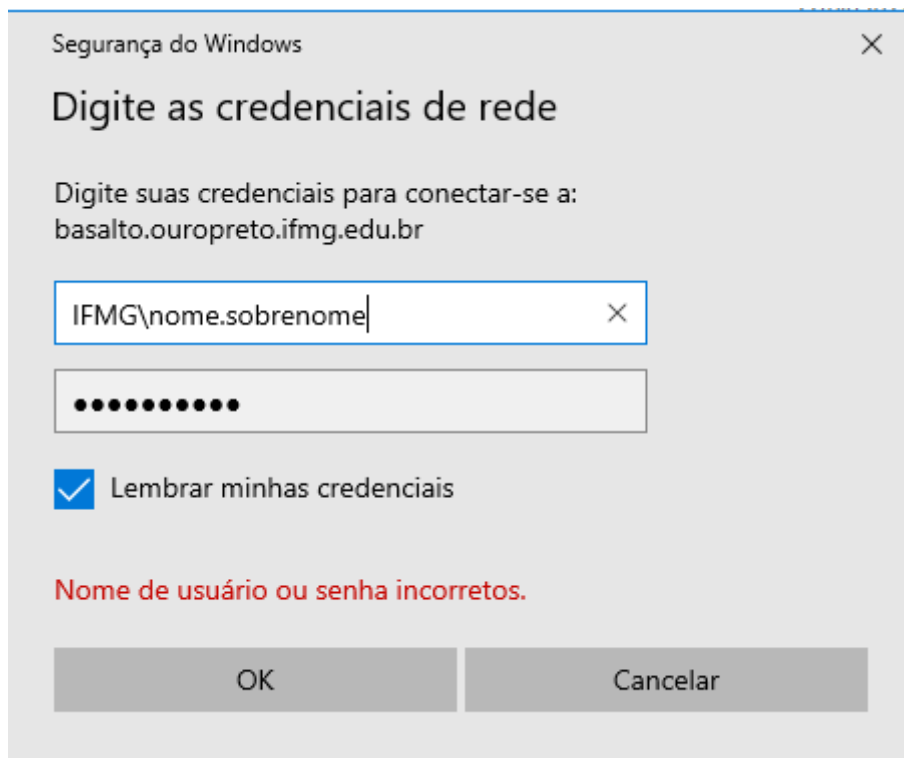 Segurança do Windows
Digite as credenciais de rede
Digite suas credenciais para conectar-se a:
basalto.ouropreto.ifmg.edu.br
IFMG\nome.sobrenome
••••••••••
Lembrar minhas credenciais
Nome de usuário ou senha incorretos.
OK Cancelar